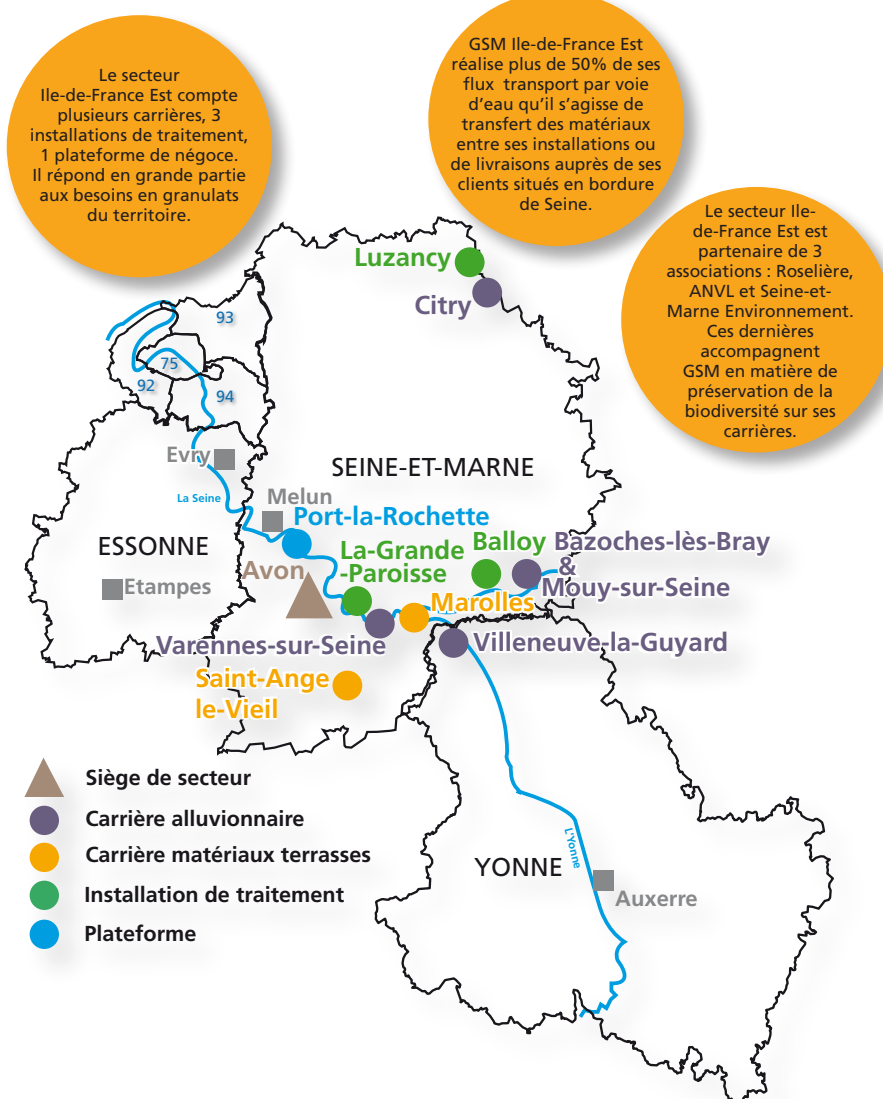 Le secteur
Ile-de-France Est compte
plusieurs carrières, 3
installations de traitement,
1 plateforme de négoce.
Il répond en grande partie
aux besoins en granulats
du territoire.
GSM Ile-de-France Est
réalise plus de 50% de ses
flux transport par voie
d'eau qu'il s'agisse de
transfert des matériaux
entre ses installations ou
de livraisons auprès de ses
clients situés en bordure
de Seine.
Le secteur Ile-
de-France Est est
partenaire de 3
associations : Roselière,
ANVL et Seine-et-
Marne Environnement.
Ces dernières
accompagnent
GSM en matière de
préservation de la
biodiversité sur ses
carrières.
Luzancy
Citry
93
75
92
94
Evry
SEINE-ET-MARNE
La Seine
Melun
Port-la-Rochette
ESSONNE
Etampes
Avon
La-Grande
-Paroisse
Balloy
Bazoches-lès-Bray
&
Mouy-sur-Seine
Marolles
Varennes-sur-Seine
Villeneuve-la-Guyard
Saint-Ange
le-Vieil
Siège de secteur
Carrière alluvionnaire
Carrière matériaux terrasses
Installation de traitement
Plateforme
L'Yonne
YONNE
Auxerre